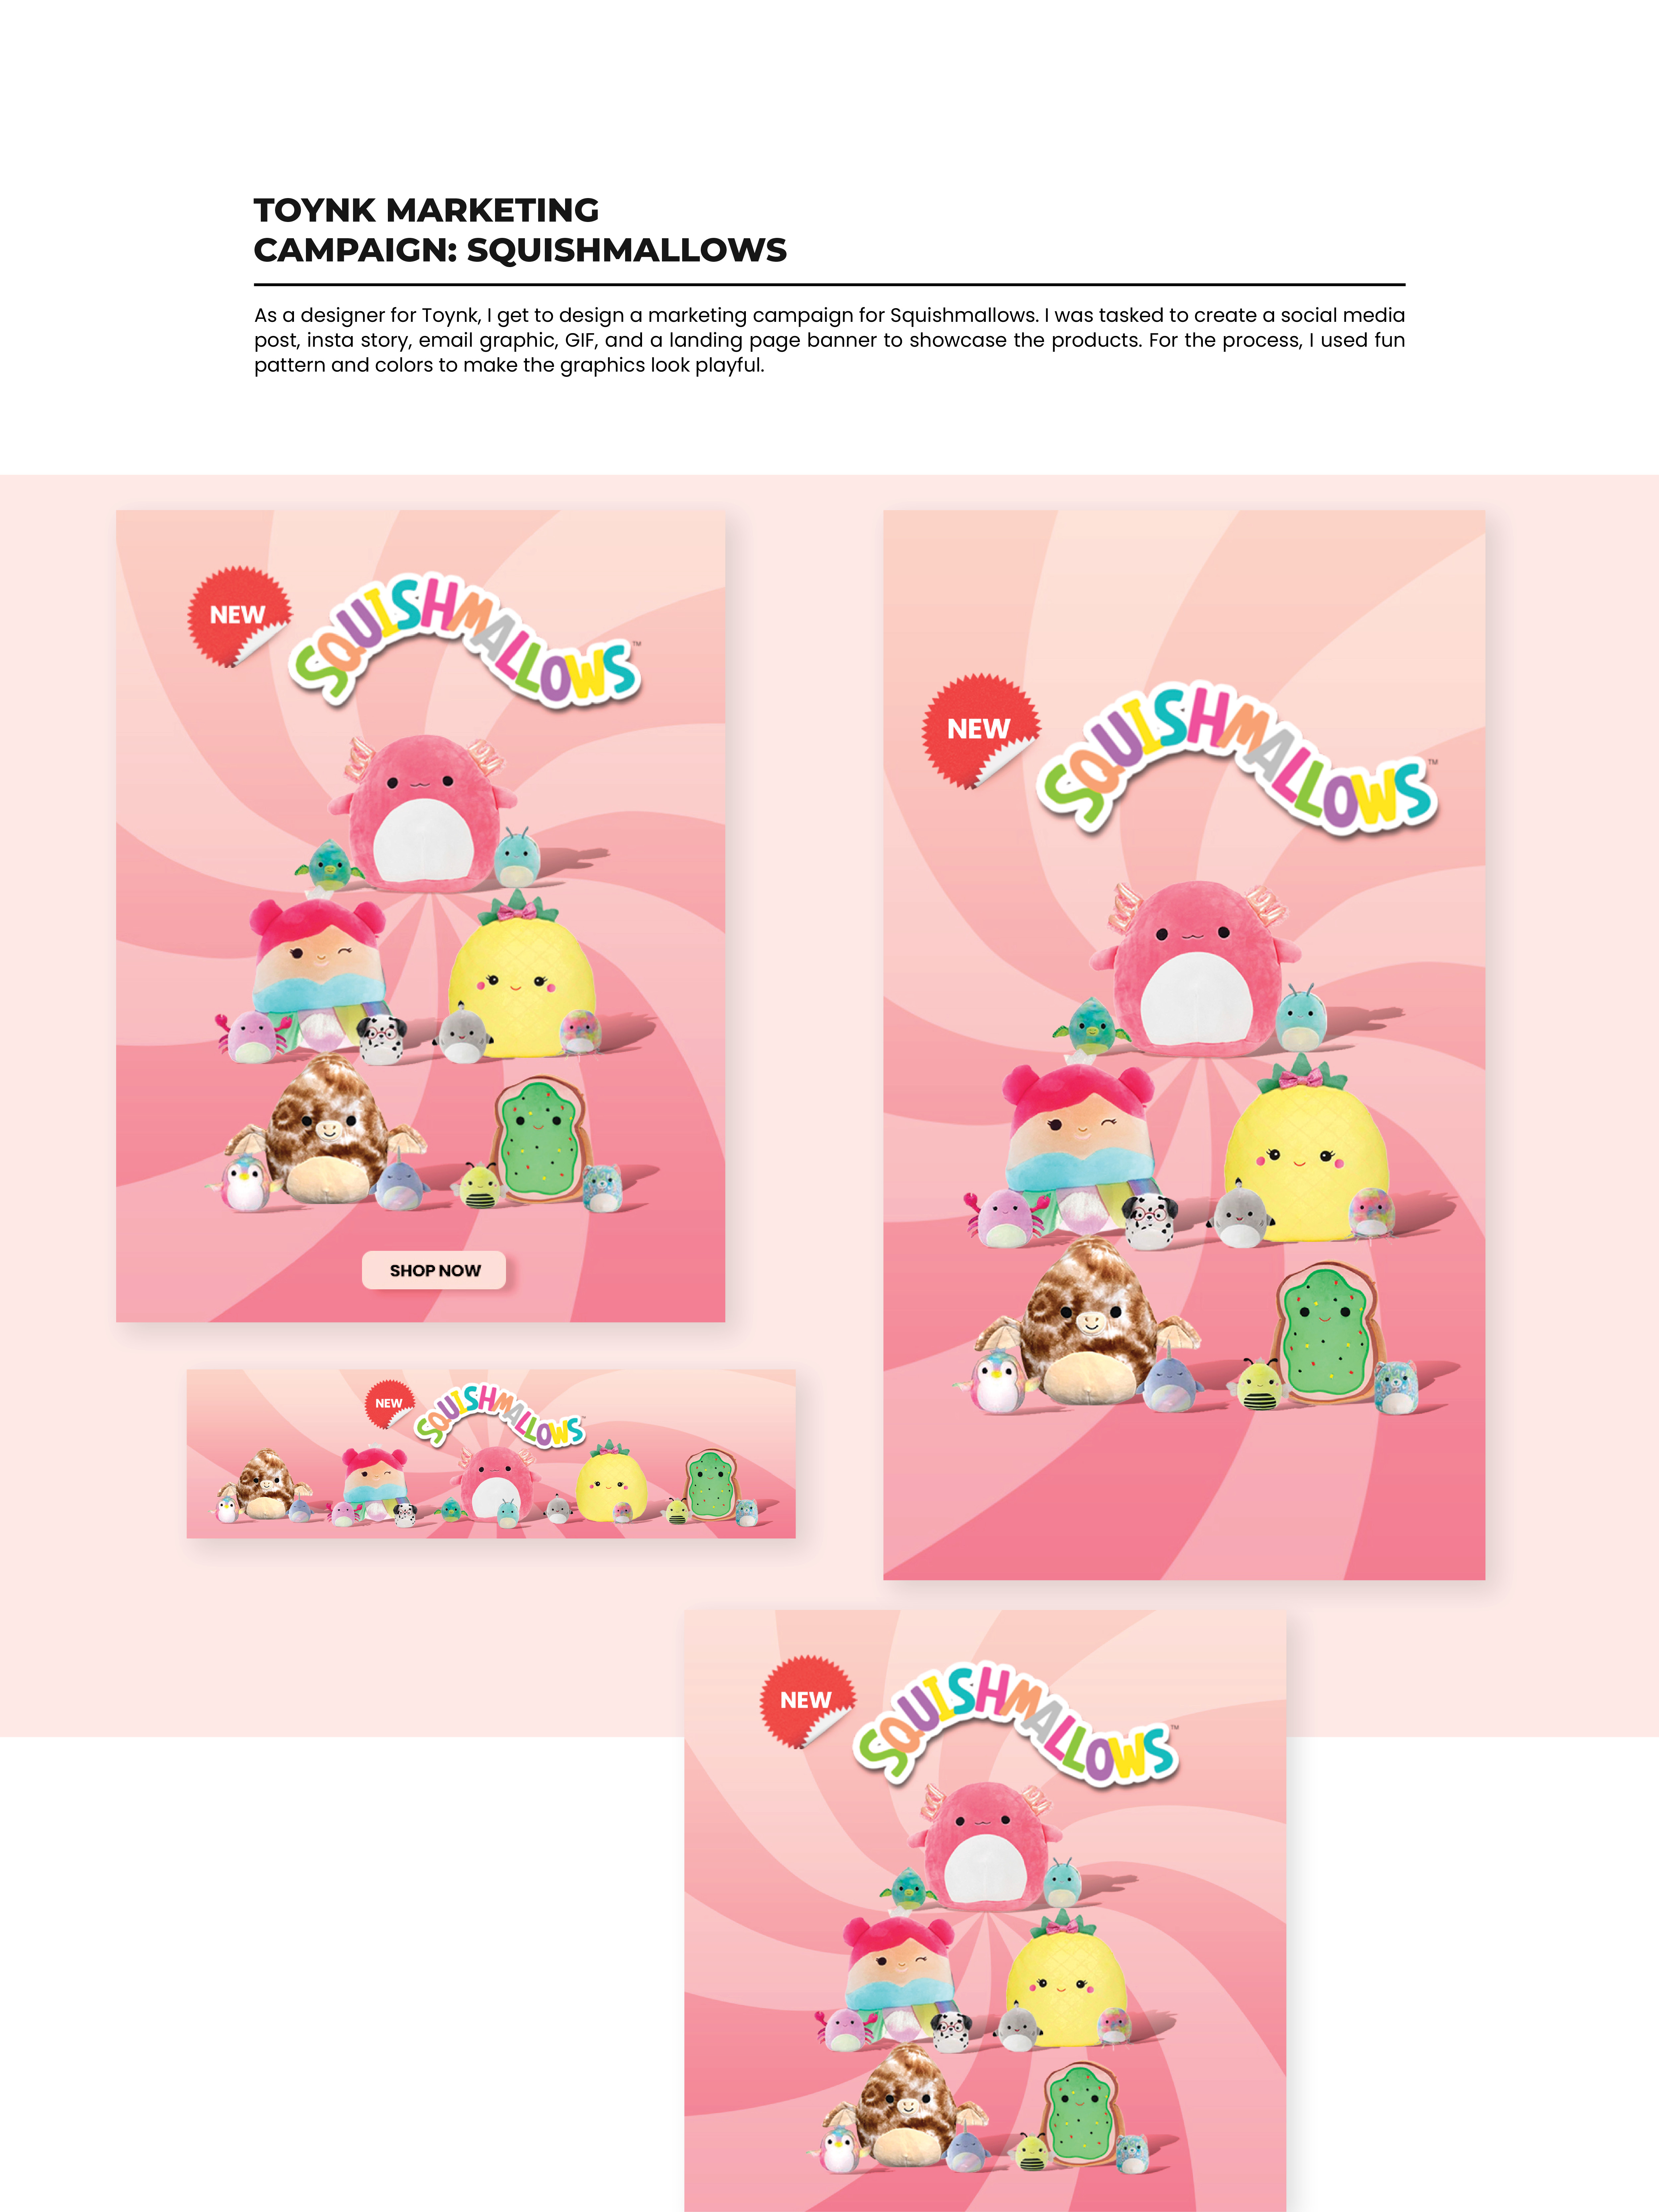 TOYNK MARKETING
CAMPAIGN: SQUISHMALLOWS
As a designer for Toynk, I get to design a marketing campaign for Squishmallows. I was tasked to create a social media
post, insta story, email graphic, GIF, and a landing page banner to showcase the products. For the process, I used fun
pattern and colors to make the graphics look playful.
NEW
SQUISHMALLOWS™
SHOP NOW
NEW
SQUISHMALLOWS™
NEW
SQUISHMALLOWS
NEW
SQUISHMALLOWS™